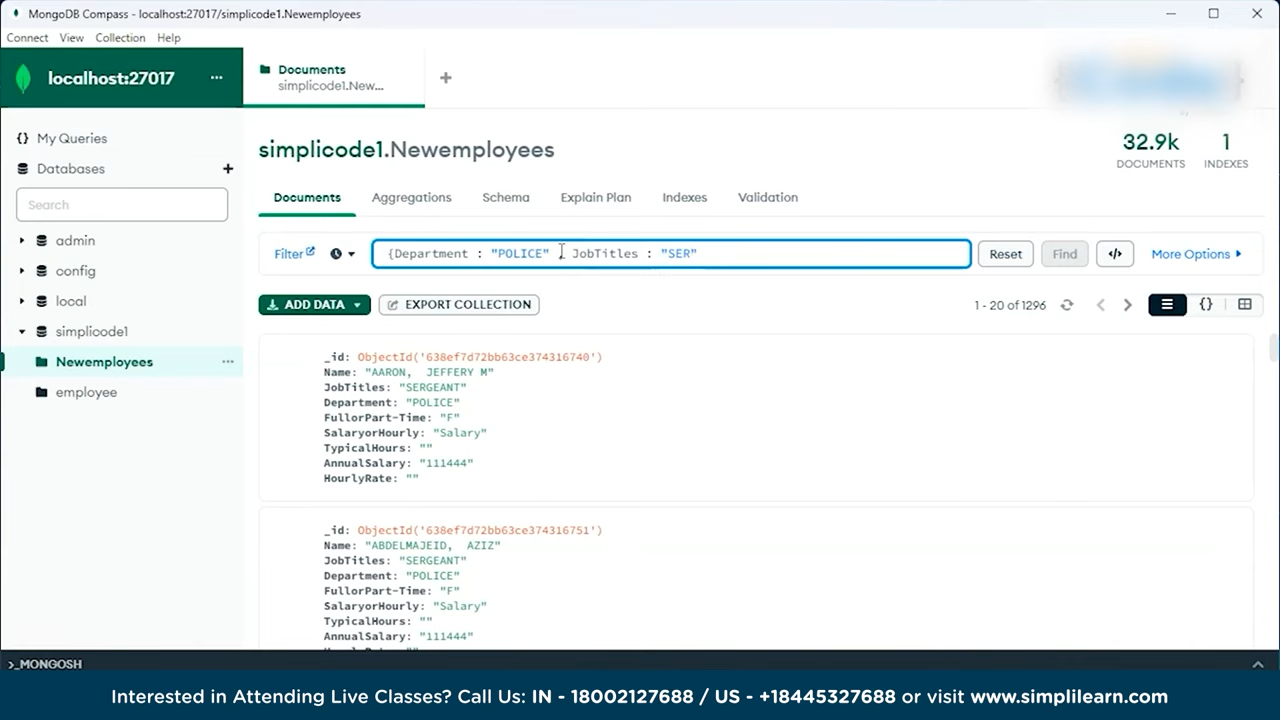 MongoDB Compass - localhost:27017/simplicode1.Newemployees
Connect View Collection Help
localhost:27017 ...
Documents
simplicode1.New...
+
{} My Queries
Databases +
Search
admin
config
local
simplicode1
Newemployees ...
employee
simplicode1.Newemployees
32.9k
DOCUMENTS
1
INDEXES
Documents Aggregations Schema Explain Plan Indexes Validation
Filter {Department : "POLICE" JobTitles : "SER" Reset Find </> More Options
ADD DATA EXPORT COLLECTION 1 - 20 of 1296 {}
_id: ObjectId('638ef7d72bb63ce374316740')
Name: "AARON,  JEFFERY M"
JobTitles: "SERGEANT"
Department: "POLICE"
FullorPart-Time: "F"
SalaryorHourly: "Salary"
TypicalHours: ""
AnnualSalary: "111444"
HourlyRate: ""
_id: ObjectId('638ef7d72bb63ce374316751')
Name: "ABDELMAJEID,  AZIZ"
JobTitles: "SERGEANT"
Department: "POLICE"
FullorPart-Time: "F"
SalaryorHourly: "Salary"
TypicalHours: ""
AnnualSalary: "111444"
>_MONGOSH
Interested in Attending Live Classes? Call Us: IN - 18002127688 / US - +18445327688 or visit www.simplilearn.com